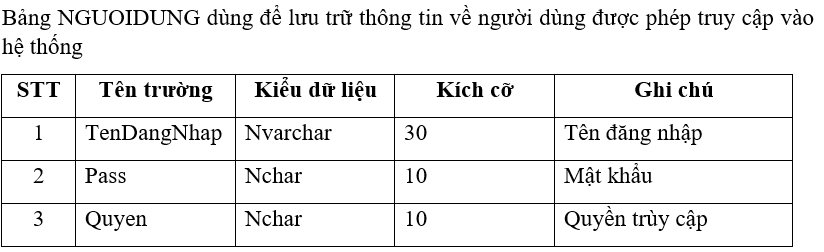 Bảng NGUOIDUNG dùng để lưu trữ thông tin về người dùng được phép truy cập vào
hệ thống
STT Tên trường Kiểu dữ liệu Kích cỡ Ghi chú
1 TenDangNhap Nvarchar 30 Tên đăng nhập
2 Pass Nchar 10 Mật khẩu
3 Quyen Nchar 10 Quyền trùy cập